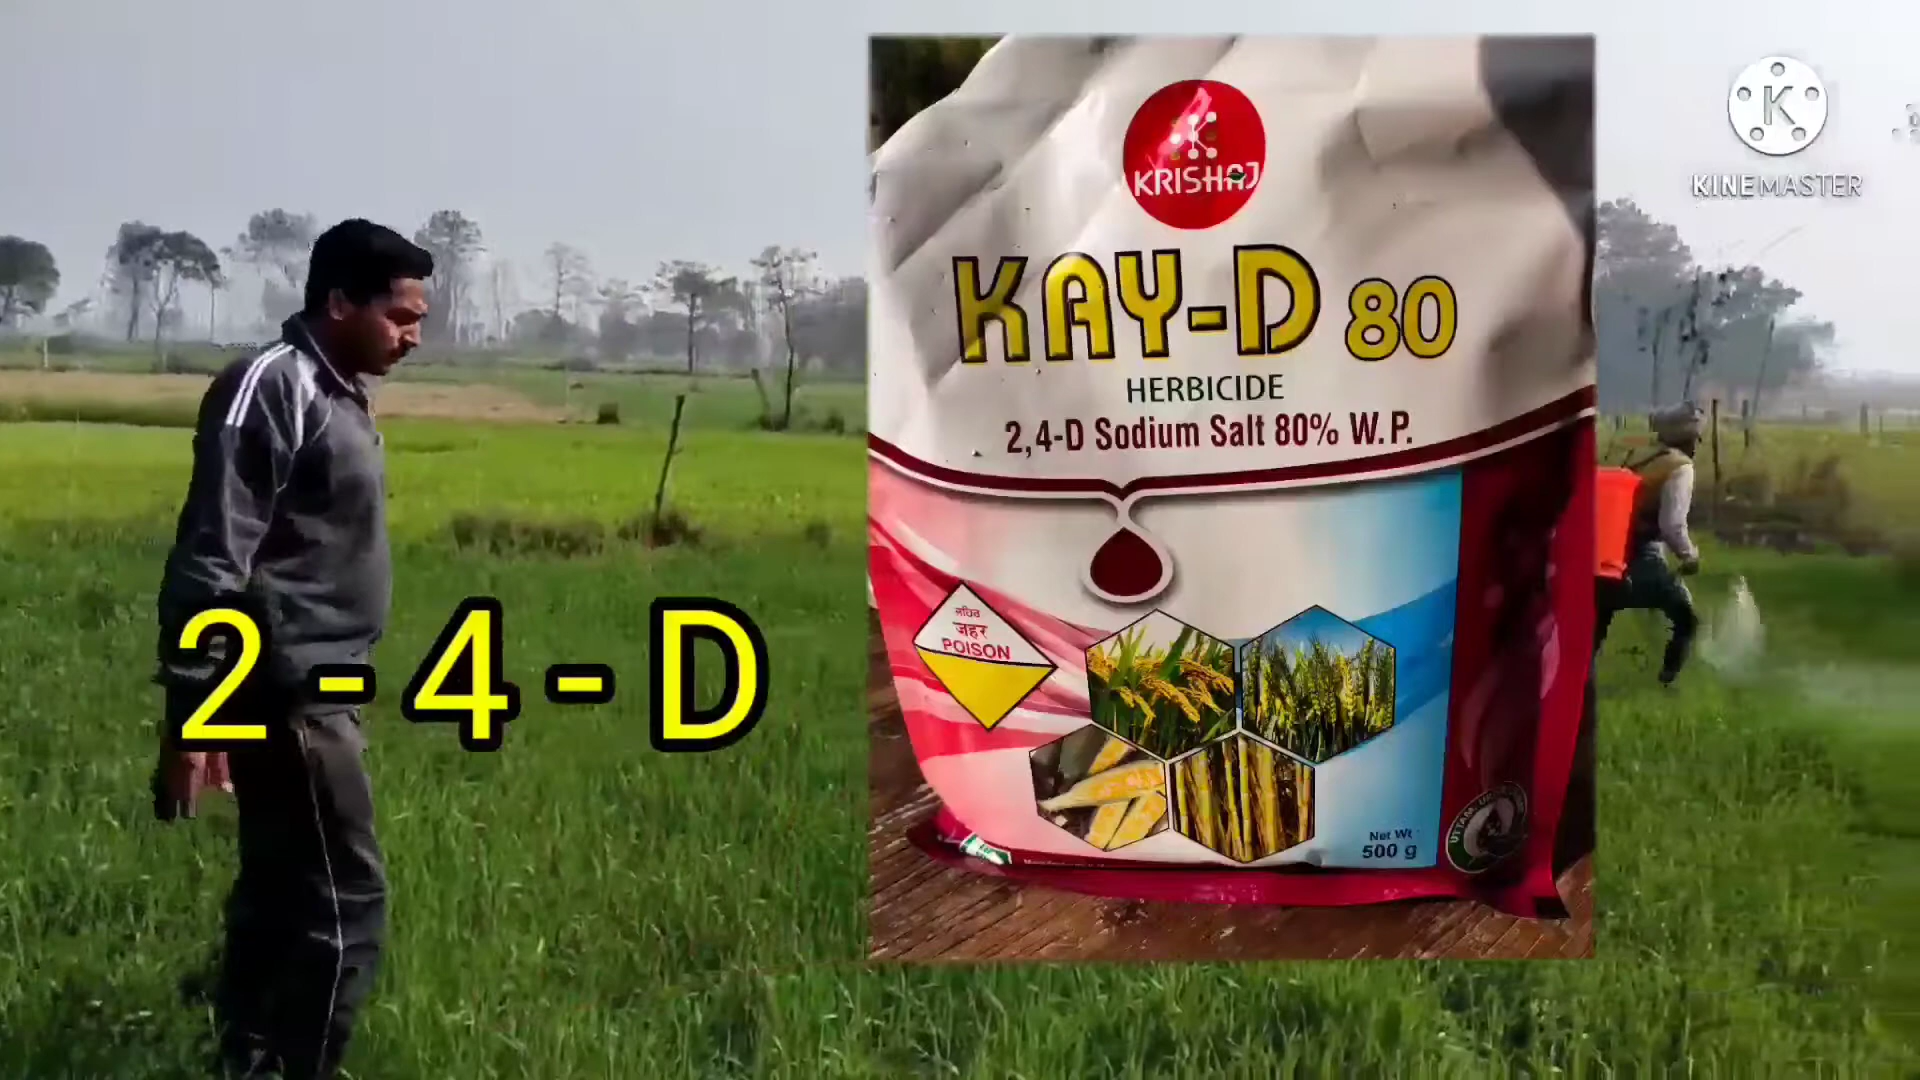 KRISHAJ
KAY-D 80
HERBICIDE
2,4-D Sodium Salt 80% W.P.
जहर
POISON
Net Wt
500 g
2-4-D
KINEMASTER